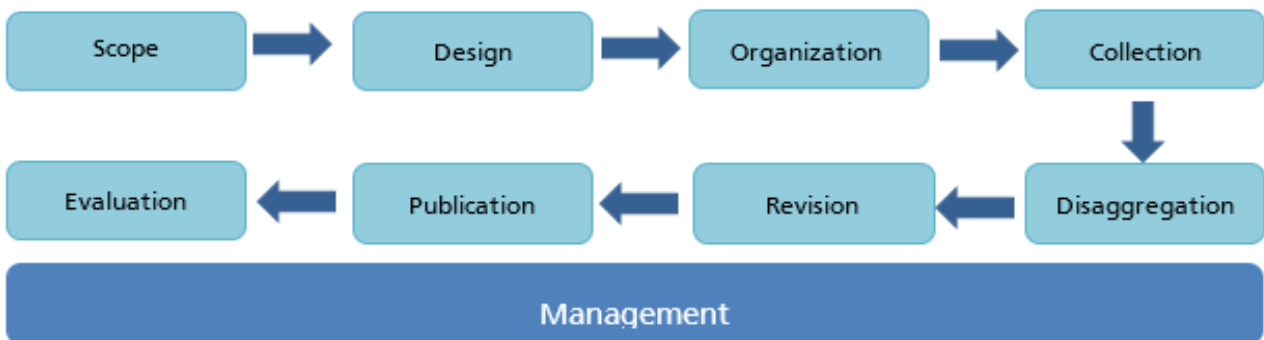 Scope
Design
Organization
Collection
Evaluation
Publication
Revision
Disaggregation
Management